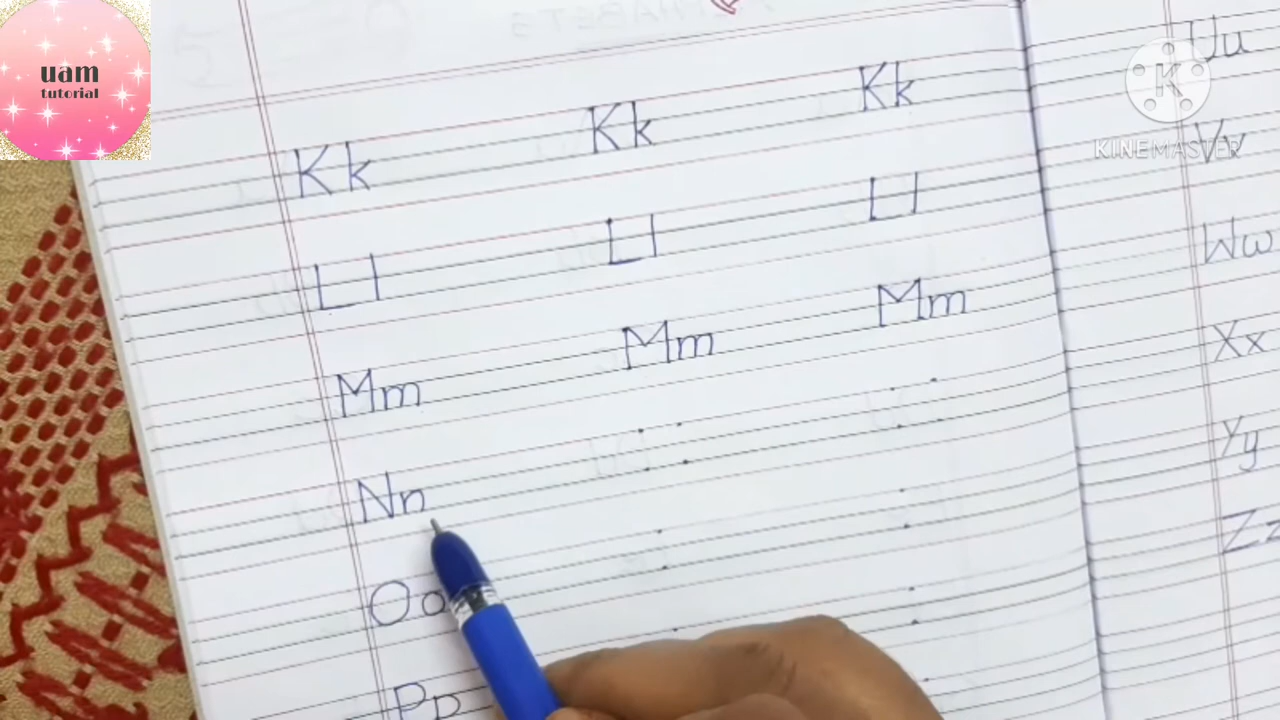 uam
tutorial
K
KINEMASTER
ALPHABETS
Kk Kk Kk
Ll Ll Ll
Mm Mm Mm
Nn
Oo
Pp
Uu
Vv
Ww
Xx
Yy
Zz